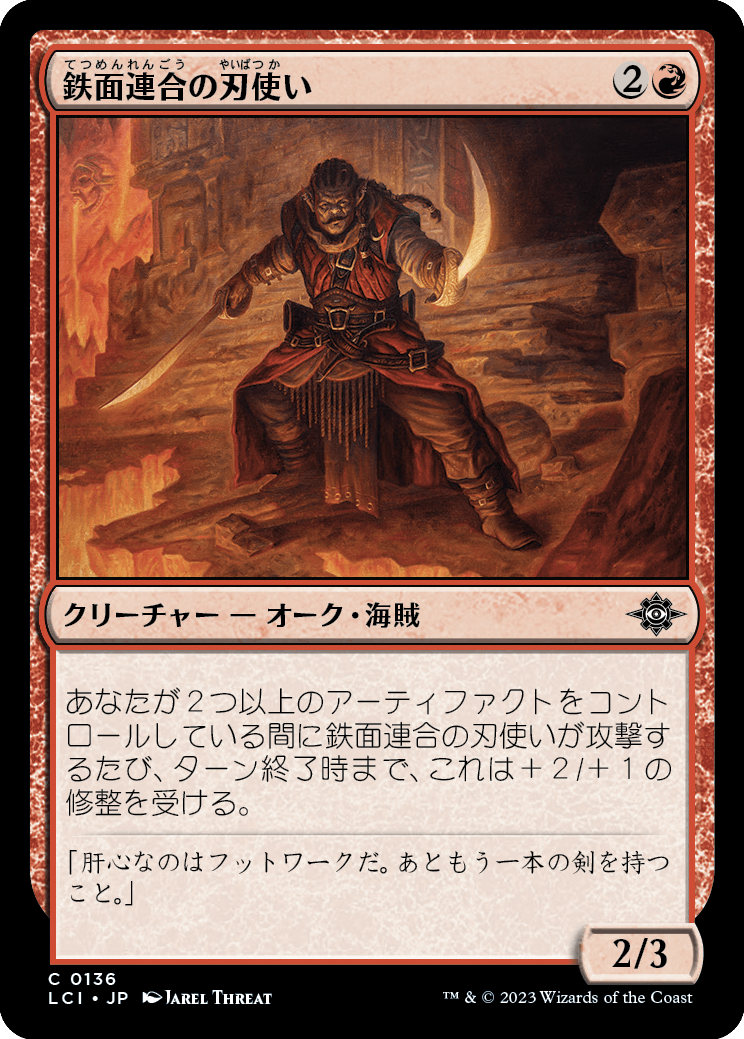 てつめんれんごう やいばつか
鉄面連合の刃使い 2
クリーチャー — オーク・海賊
あなたが2つ以上のアーティファクトをコント
ロールしている間に鉄面連合の刃使いが攻撃す
るたび、ターン終了時まで、これは+2/+1の
修整を受ける。
「肝心なのはフットワークだ。あともう一本の剣を持つ
こと。」
2/3
C 0136
LCI • JP JAREL THREAT
™ & © 2023 Wizards of the Coast